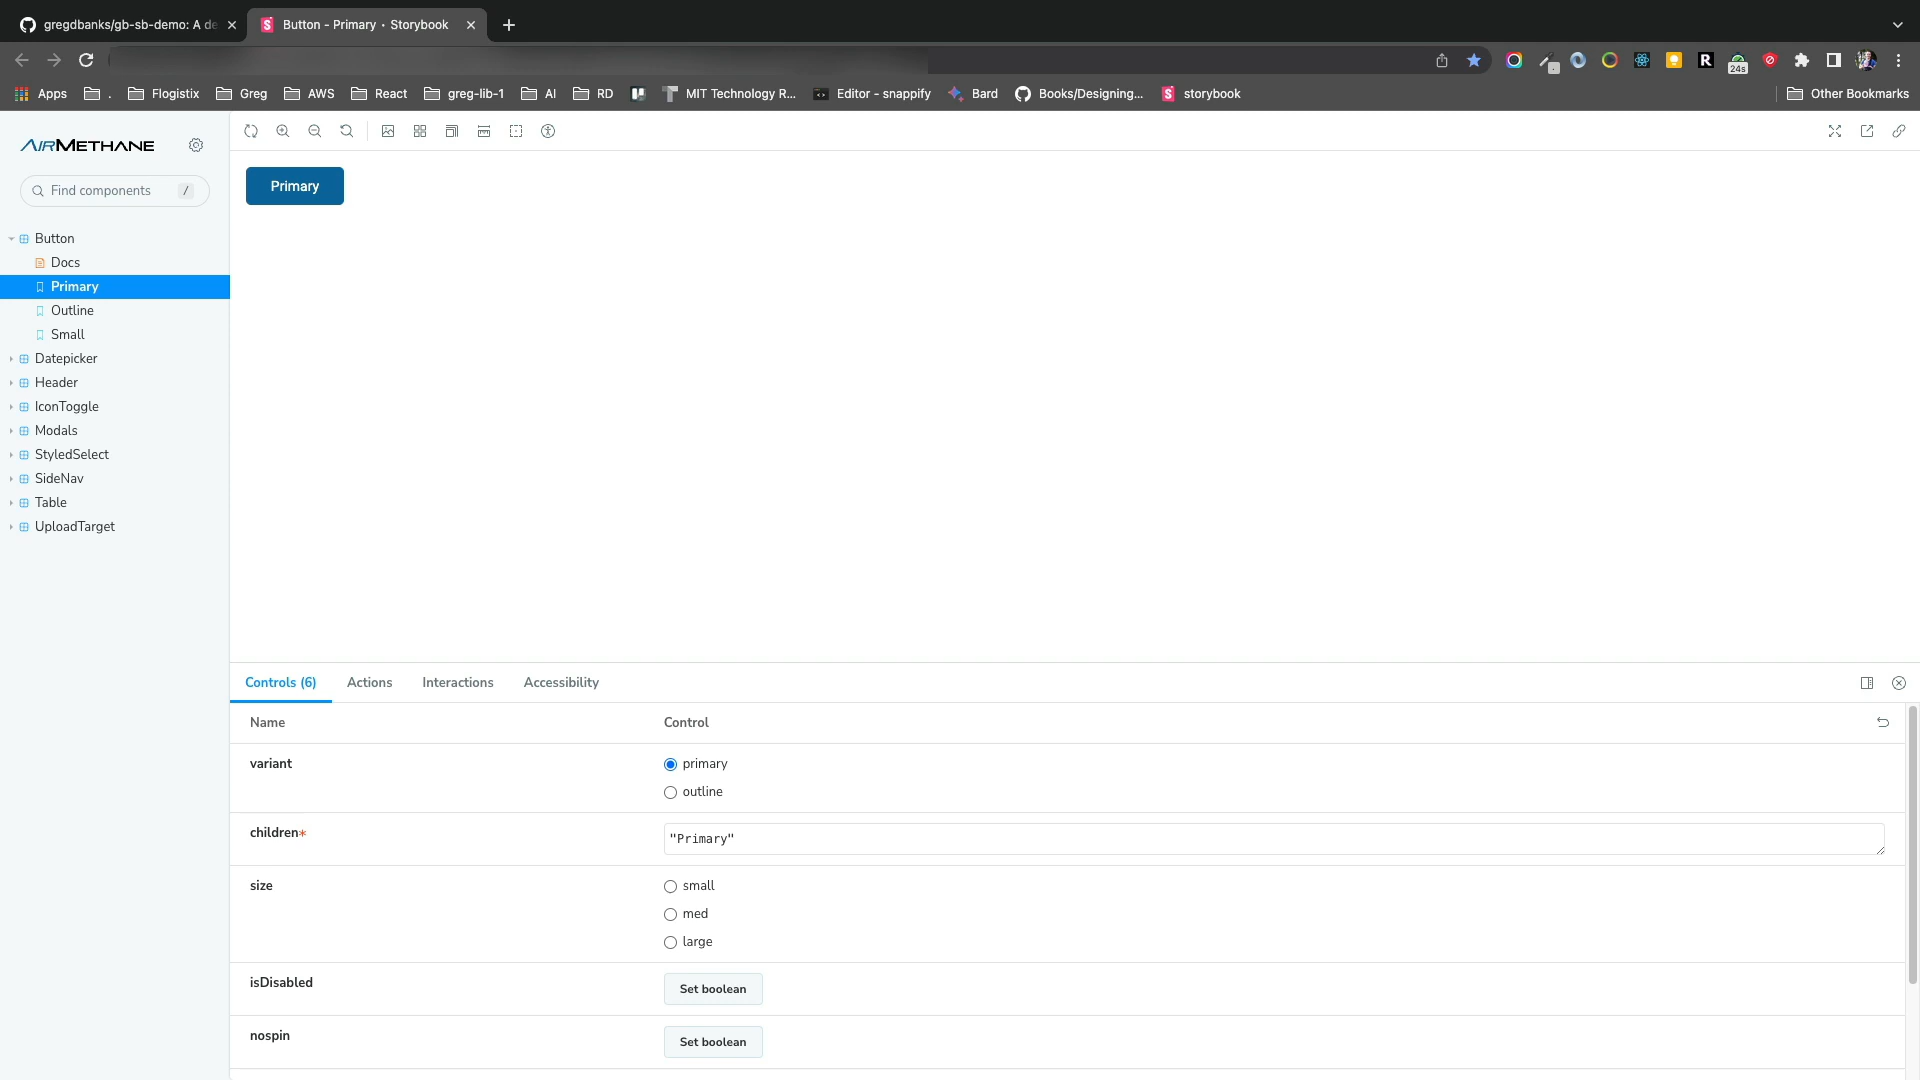 gregdbanks/gb-sb-demo: A de
Button - Primary • Storybook
24s
Apps
.
Flogistix
Greg
AWS
React
greg-lib-1
AI
RD
MIT Technology R...
Editor - snappify
Bard
Books/Designing...
storybook
Other Bookmarks
AIRMETHANE
Find components
/
Button
Docs
Primary
Outline
Small
Datepicker
Header
IconToggle
Modals
StyledSelect
SideNav
Table
UploadTarget
Primary
Controls (6)
Actions
Interactions
Accessibility
Name
Control
variant
primary
outline
children*
"Primary"
size
small
med
large
isDisabled
Set boolean
nospin
Set boolean